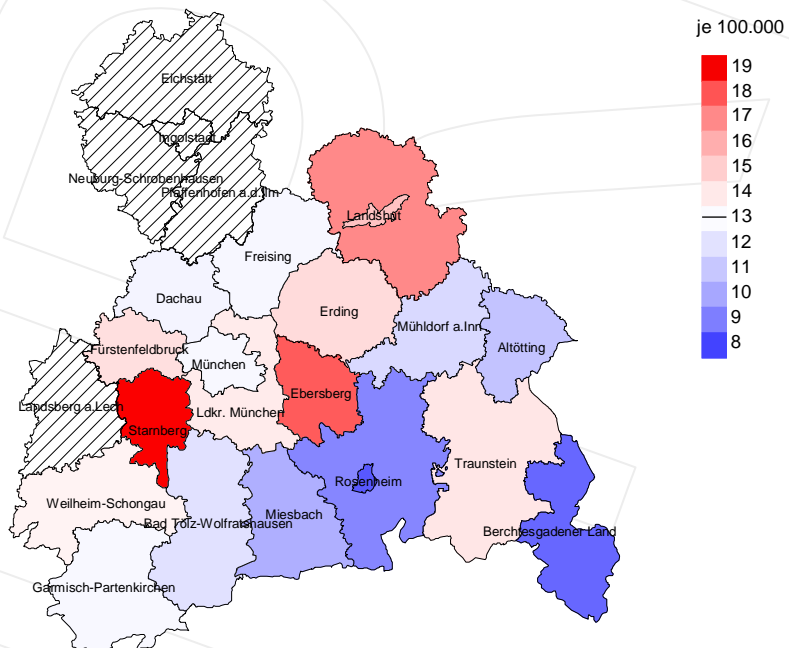 je 100.000
19
18
17
16
15
14
13
12
11
10
9
8
Eichstätt
Ingolstadt
Neuburg-Schrobenhausen
Pfaffenhofen a.d.Ilm
Landshut
Freising
Dachau
Erding
Mühldorf a.Inn
Altötting
Fürstenfeldbruck
München
Ebersberg
Landsberg a.Lech
Ldkr. München
Starnberg
Traunstein
Rosenheim
Weilheim-Schongau
Miesbach
Bad Tölz-Wolfratshausen
Berchtesgadener Land
Garmisch-Partenkirchen